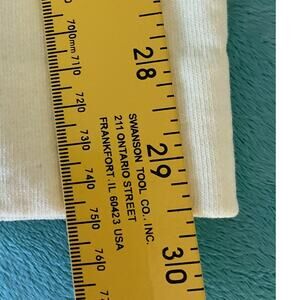 700mm
710
720
730
740
750
760
28
29
30
SWANSON TOOL CO., INC.
211 ONTARIO STREET
FRANKFORT, IL 60423 USA